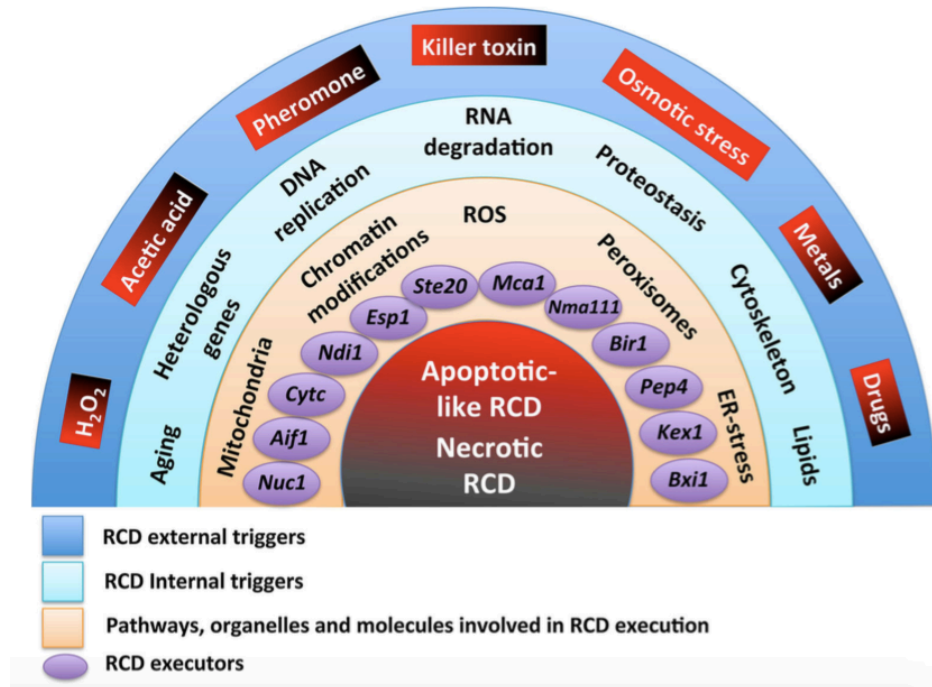 Killer toxin
Pheromone
Osmotic stress
Acetic acid
Metals
H₂O₂
Drugs
RNA
degradation
DNA
replication
Proteostasis
Heterologous
genes
Cytoskeleton
Aging
Lipids
ROS
Chromatin
modifications
Peroxisomes
Mitochondria
ER-stress
Ste20
Mca1
Esp1
Nma111
Ndi1
Bir1
Cytc
Pep4
Aif1
Kex1
Nuc1
Bxi1
Apoptotic-
like RCD
Necrotic
RCD
RCD external triggers
RCD Internal triggers
Pathways, organelles and molecules involved in RCD execution
RCD executors